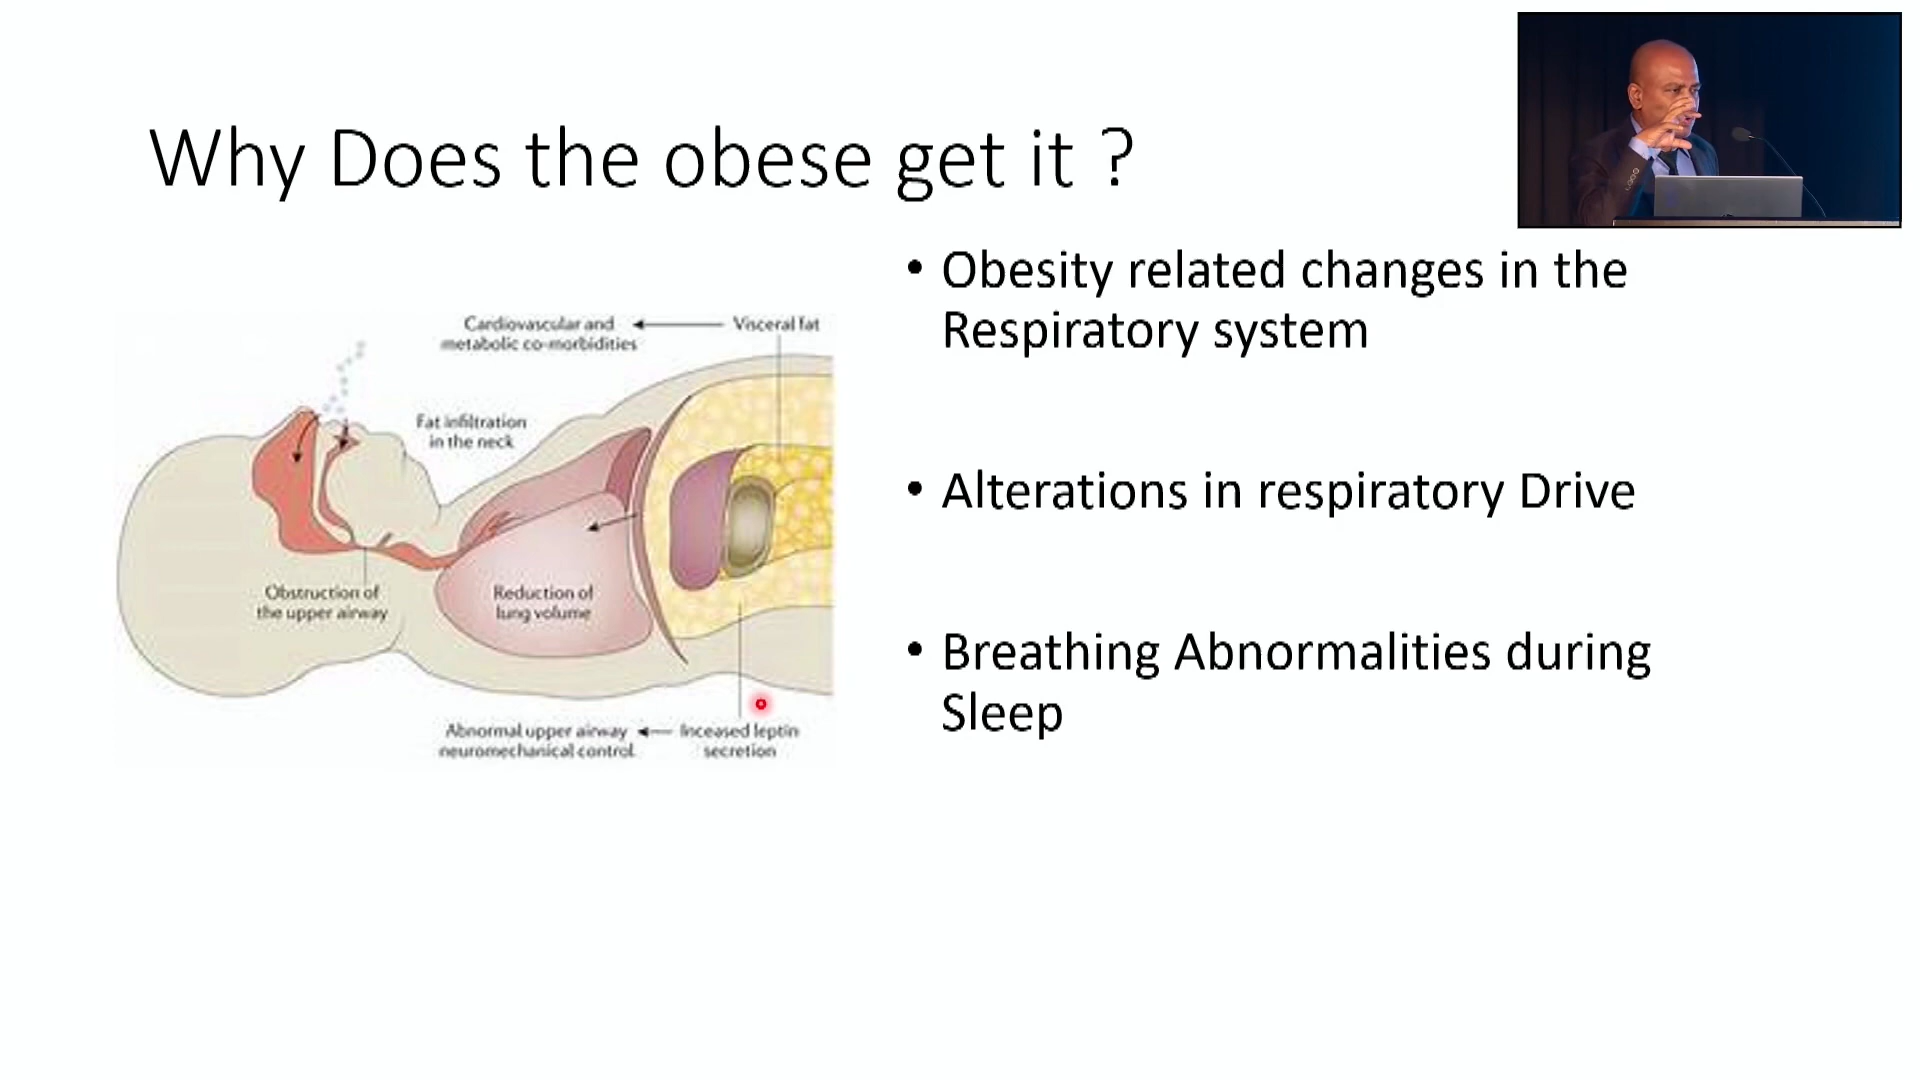 Why Does the obese get it ?
• Obesity related changes in the
Respiratory system
• Alterations in respiratory Drive
• Breathing Abnormalities during
Sleep
Cardiovascular and
metabolic co-morbidities
Visceral fat
Fat infiltration
in the neck
Obstruction of
the upper airway
Reduction of
lung volume
Abnormal upper airway
neuromechanical control
Inceased leptin
secretion